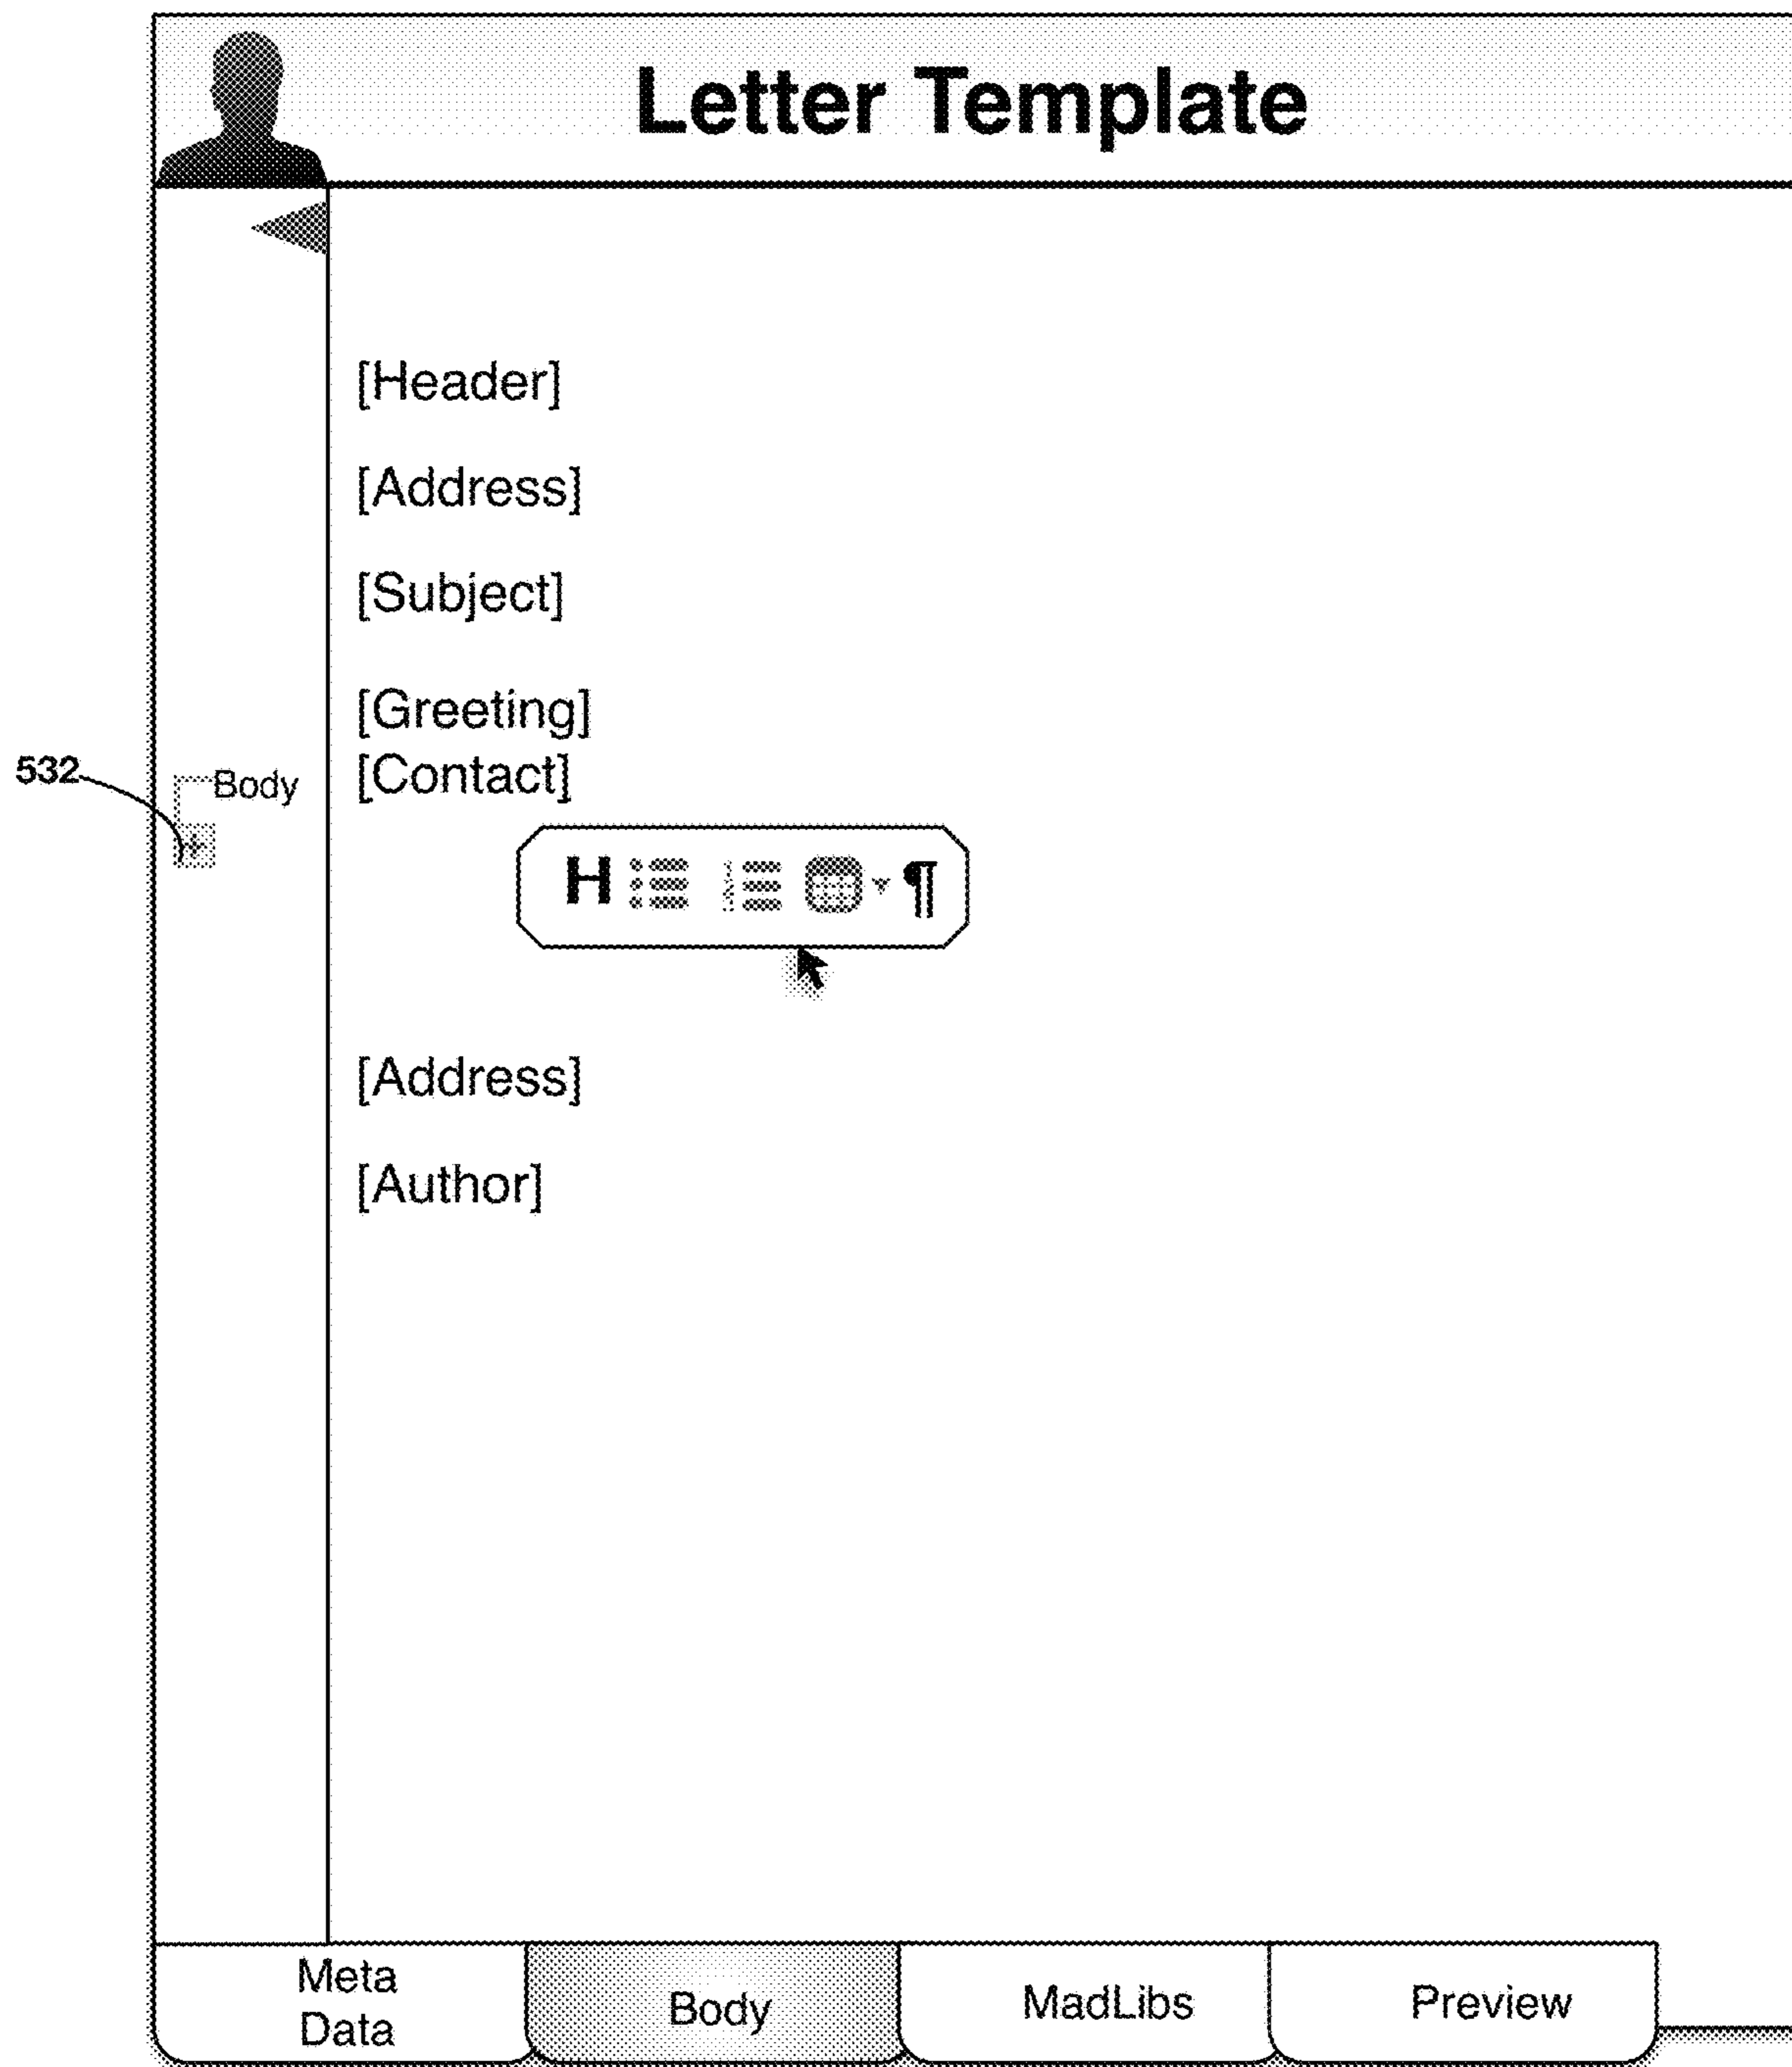 Letter Template
[Header]
[Address]
[Subject]
[Greeting]
532
Body
[Contact]
+
H ¶
[Address]
[Author]
Meta
Data
Body
MadLibs
Preview